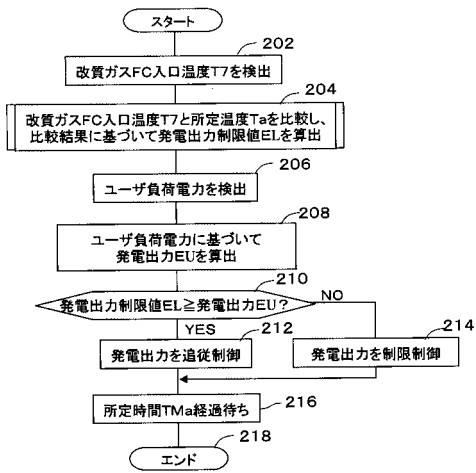 スタート
202
改質ガスFC入口温度T7を検出
204
改質ガスFC入口温度T7と所定温度Taを比較し、
比較結果に基づいて発電出力制限値ELを算出
206
ユーザ負荷電力を検出
208
ユーザ負荷電力に基づいて
発電出力EUを算出
210
発電出力制限値EL≧発電出力EU?
NO
YES
212
214
発電出力を追従制御
発電出力を制限制御
所定時間TMa経過待ち
216
エンド
218